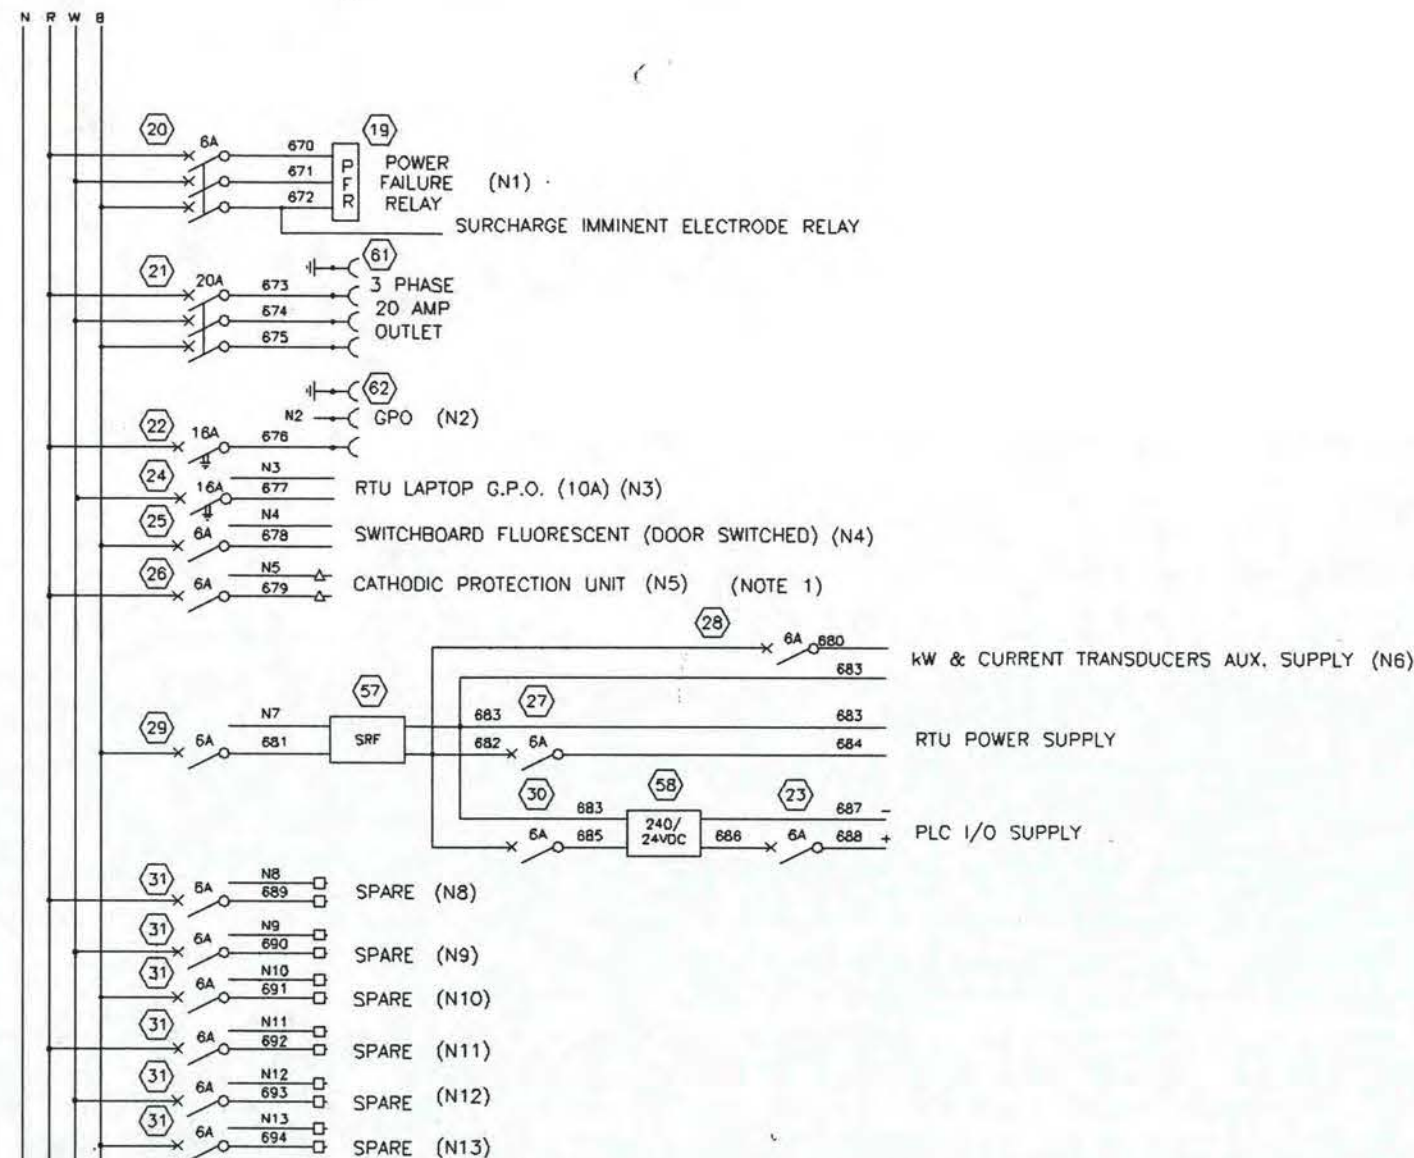 N R W B
20
6A
19
670
671
672
PFR
POWER
FAILURE
RELAY
(N1)
SURCHARGE IMMINENT ELECTRODE RELAY
21
20A
61
673
674
675
3 PHASE
20 AMP
OUTLET
62
N2
GPO (N2)
22
16A
676
24
16A
N3
677
RTU LAPTOP G.P.O. (10A) (N3)
25
6A
N4
678
SWITCHBOARD FLUORESCENT (DOOR SWITCHED) (N4)
26
6A
N5
679
CATHODIC PROTECTION UNIT (N5) (NOTE 1)
28
6A
680
683
kW & CURRENT TRANSDUCERS AUX. SUPPLY (N6)
29
6A
N7
681
57
SRF
683
682
27
6A
683
684
RTU POWER SUPPLY
30
6A
683
685
58
240/
24VDC
686
23
6A
687 -
688 +
PLC I/O SUPPLY
31
6A
N8
689
SPARE (N8)
31
6A
N9
690
SPARE (N9)
31
6A
N10
691
SPARE (N10)
31
6A
N11
692
SPARE (N11)
31
6A
N12
693
SPARE (N12)
31
6A
N13
694
SPARE (N13)